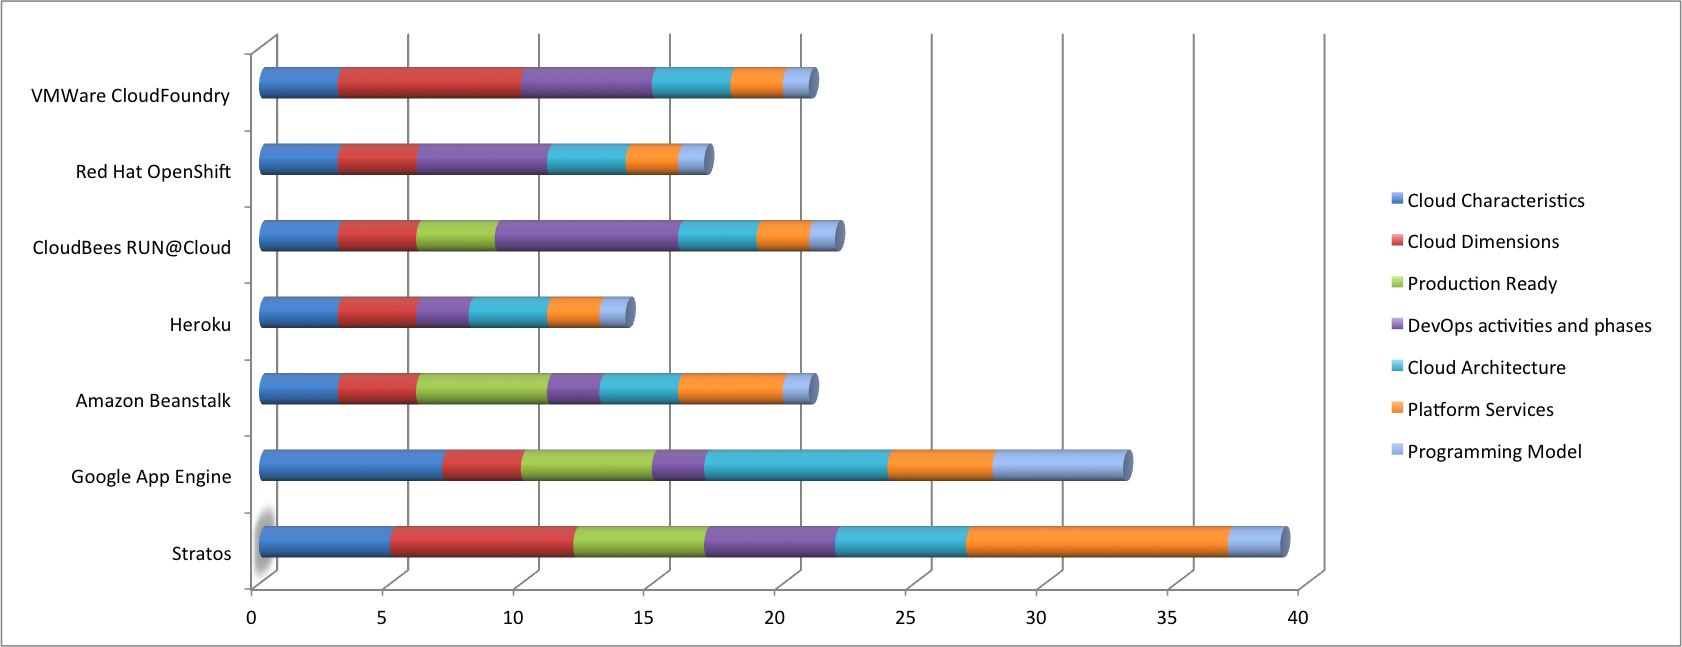 VMWare CloudFoundry
Red Hat OpenShift
CloudBees RUN@Cloud
Heroku
Amazon Beanstalk
Google App Engine
Stratos
0 5 10 15 20 25 30 35 40
Cloud Characteristics
Cloud Dimensions
Production Ready
DevOps activities and phases
Cloud Architecture
Platform Services
Programming Model